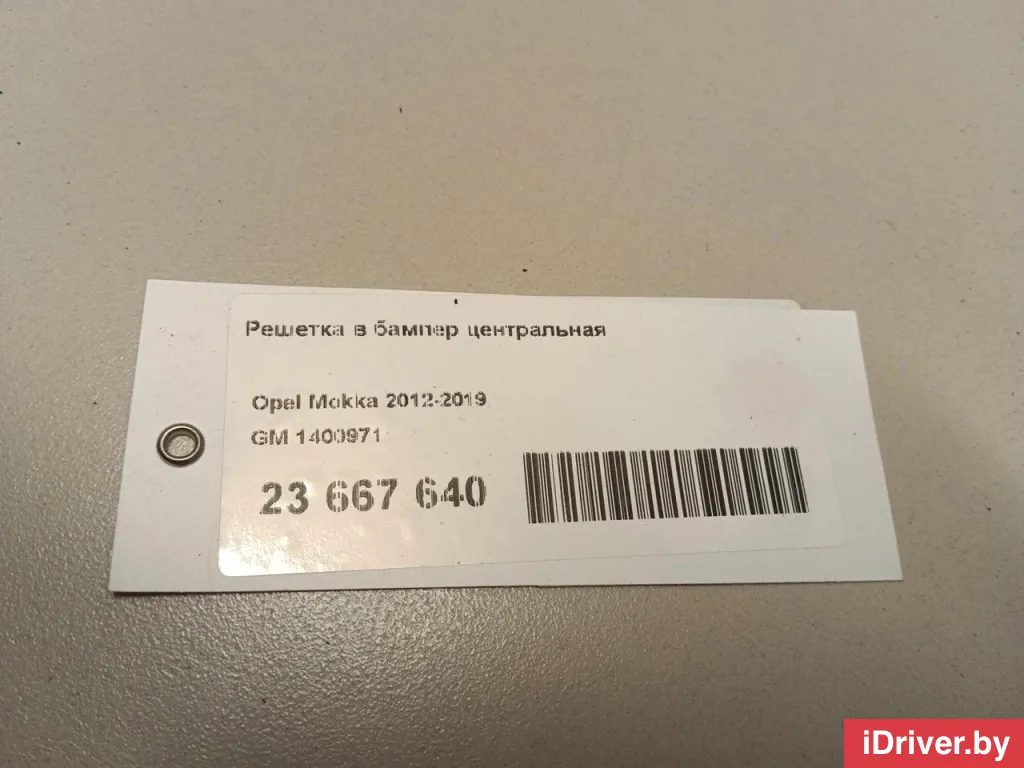 Решетка в бампер центральная
Opel Mokka 2012-2019
GM 1400971
23 667 640
iDriver.by